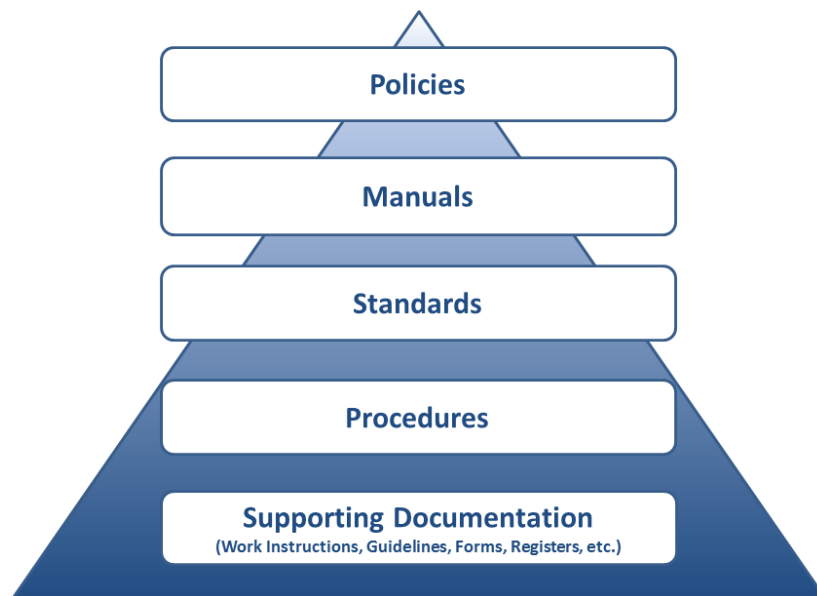 Policies
Manuals
Standards
Procedures
Supporting Documentation
(Work Instructions, Guidelines, Forms, Registers, etc.)